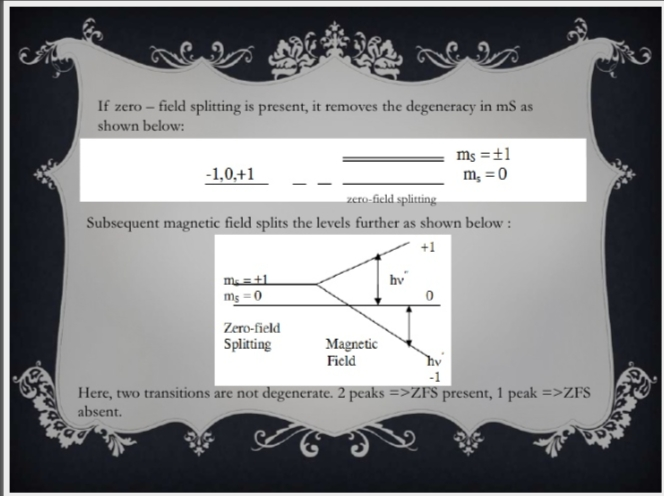 If zero – field splitting is present, it removes the degeneracy in mS as
shown below:
mS =±1
-1,0,+1
ms =0
zero-field splitting
Subsequent magnetic field splits the levels further as shown below :
+1
ms =+1
hν"
ms =0
0
Zero-field
Splitting
Magnetic
Field
hν'
-1
Here, two transitions are not degenerate. 2 peaks =>ZFS present, 1 peak =>ZFS
absent.